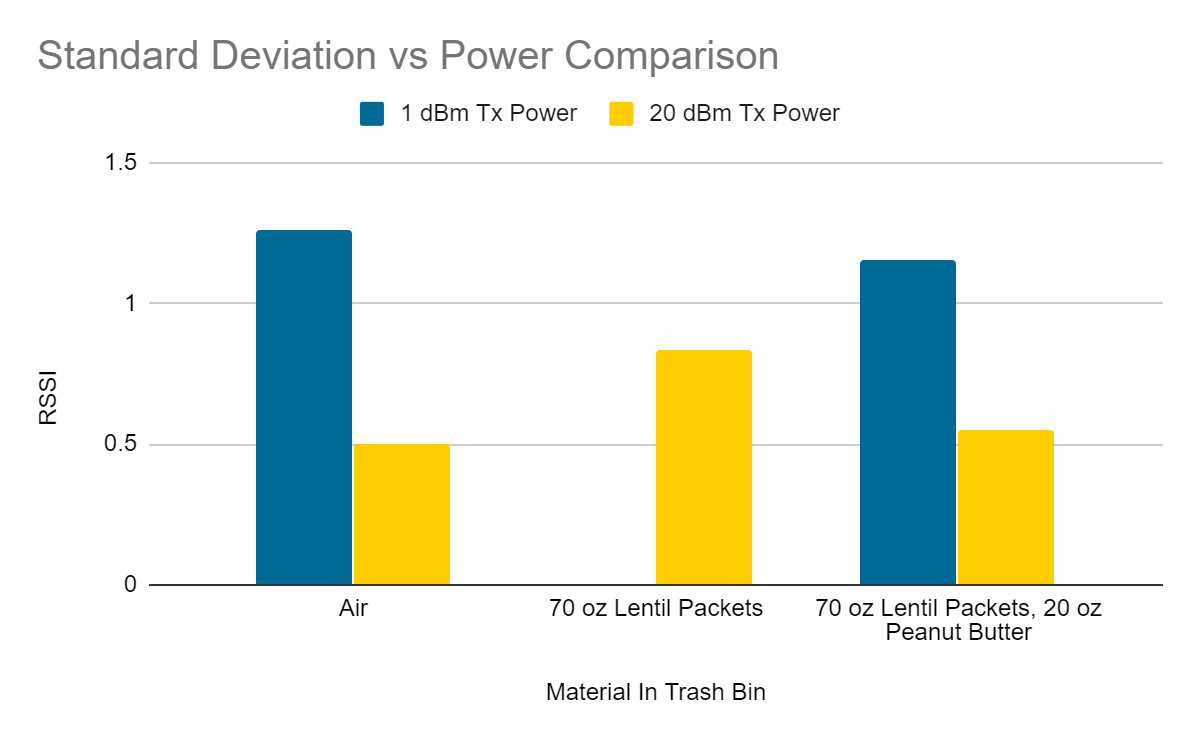 Standard Deviation vs Power Comparison
1 dBm Tx Power
20 dBm Tx Power
1.5
1
0.5
0
RSSI
Air
70 oz Lentil Packets
70 oz Lentil Packets, 20 oz
Peanut Butter
Material In Trash Bin